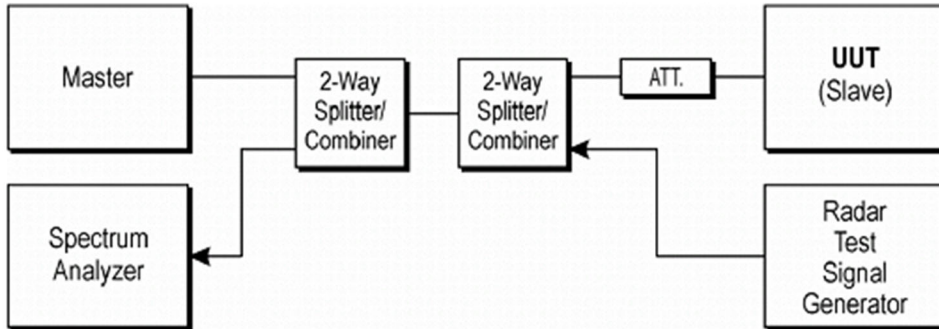 Master
2-Way
Splitter/
Combiner
2-Way
Splitter/
Combiner
ATT.
UUT
(Slave)
Spectrum
Analyzer
Radar
Test
Signal
Generator